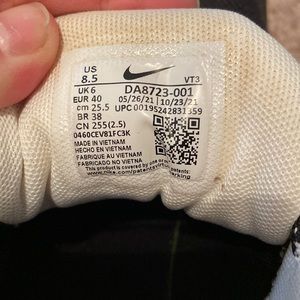 US
8.5
VT3
UK 6
DA8723-001
EUR 40
05/26/21
10/23/21
cm 25.5
UPC 00195242831359
BR 38
CN 255(2.5)
0460CEV81FC3K
MADE IN VIETNAM
HECHO EN VIETNAM
FABRIQUE AU VIETNAM
FABRICADO NO VIETNA